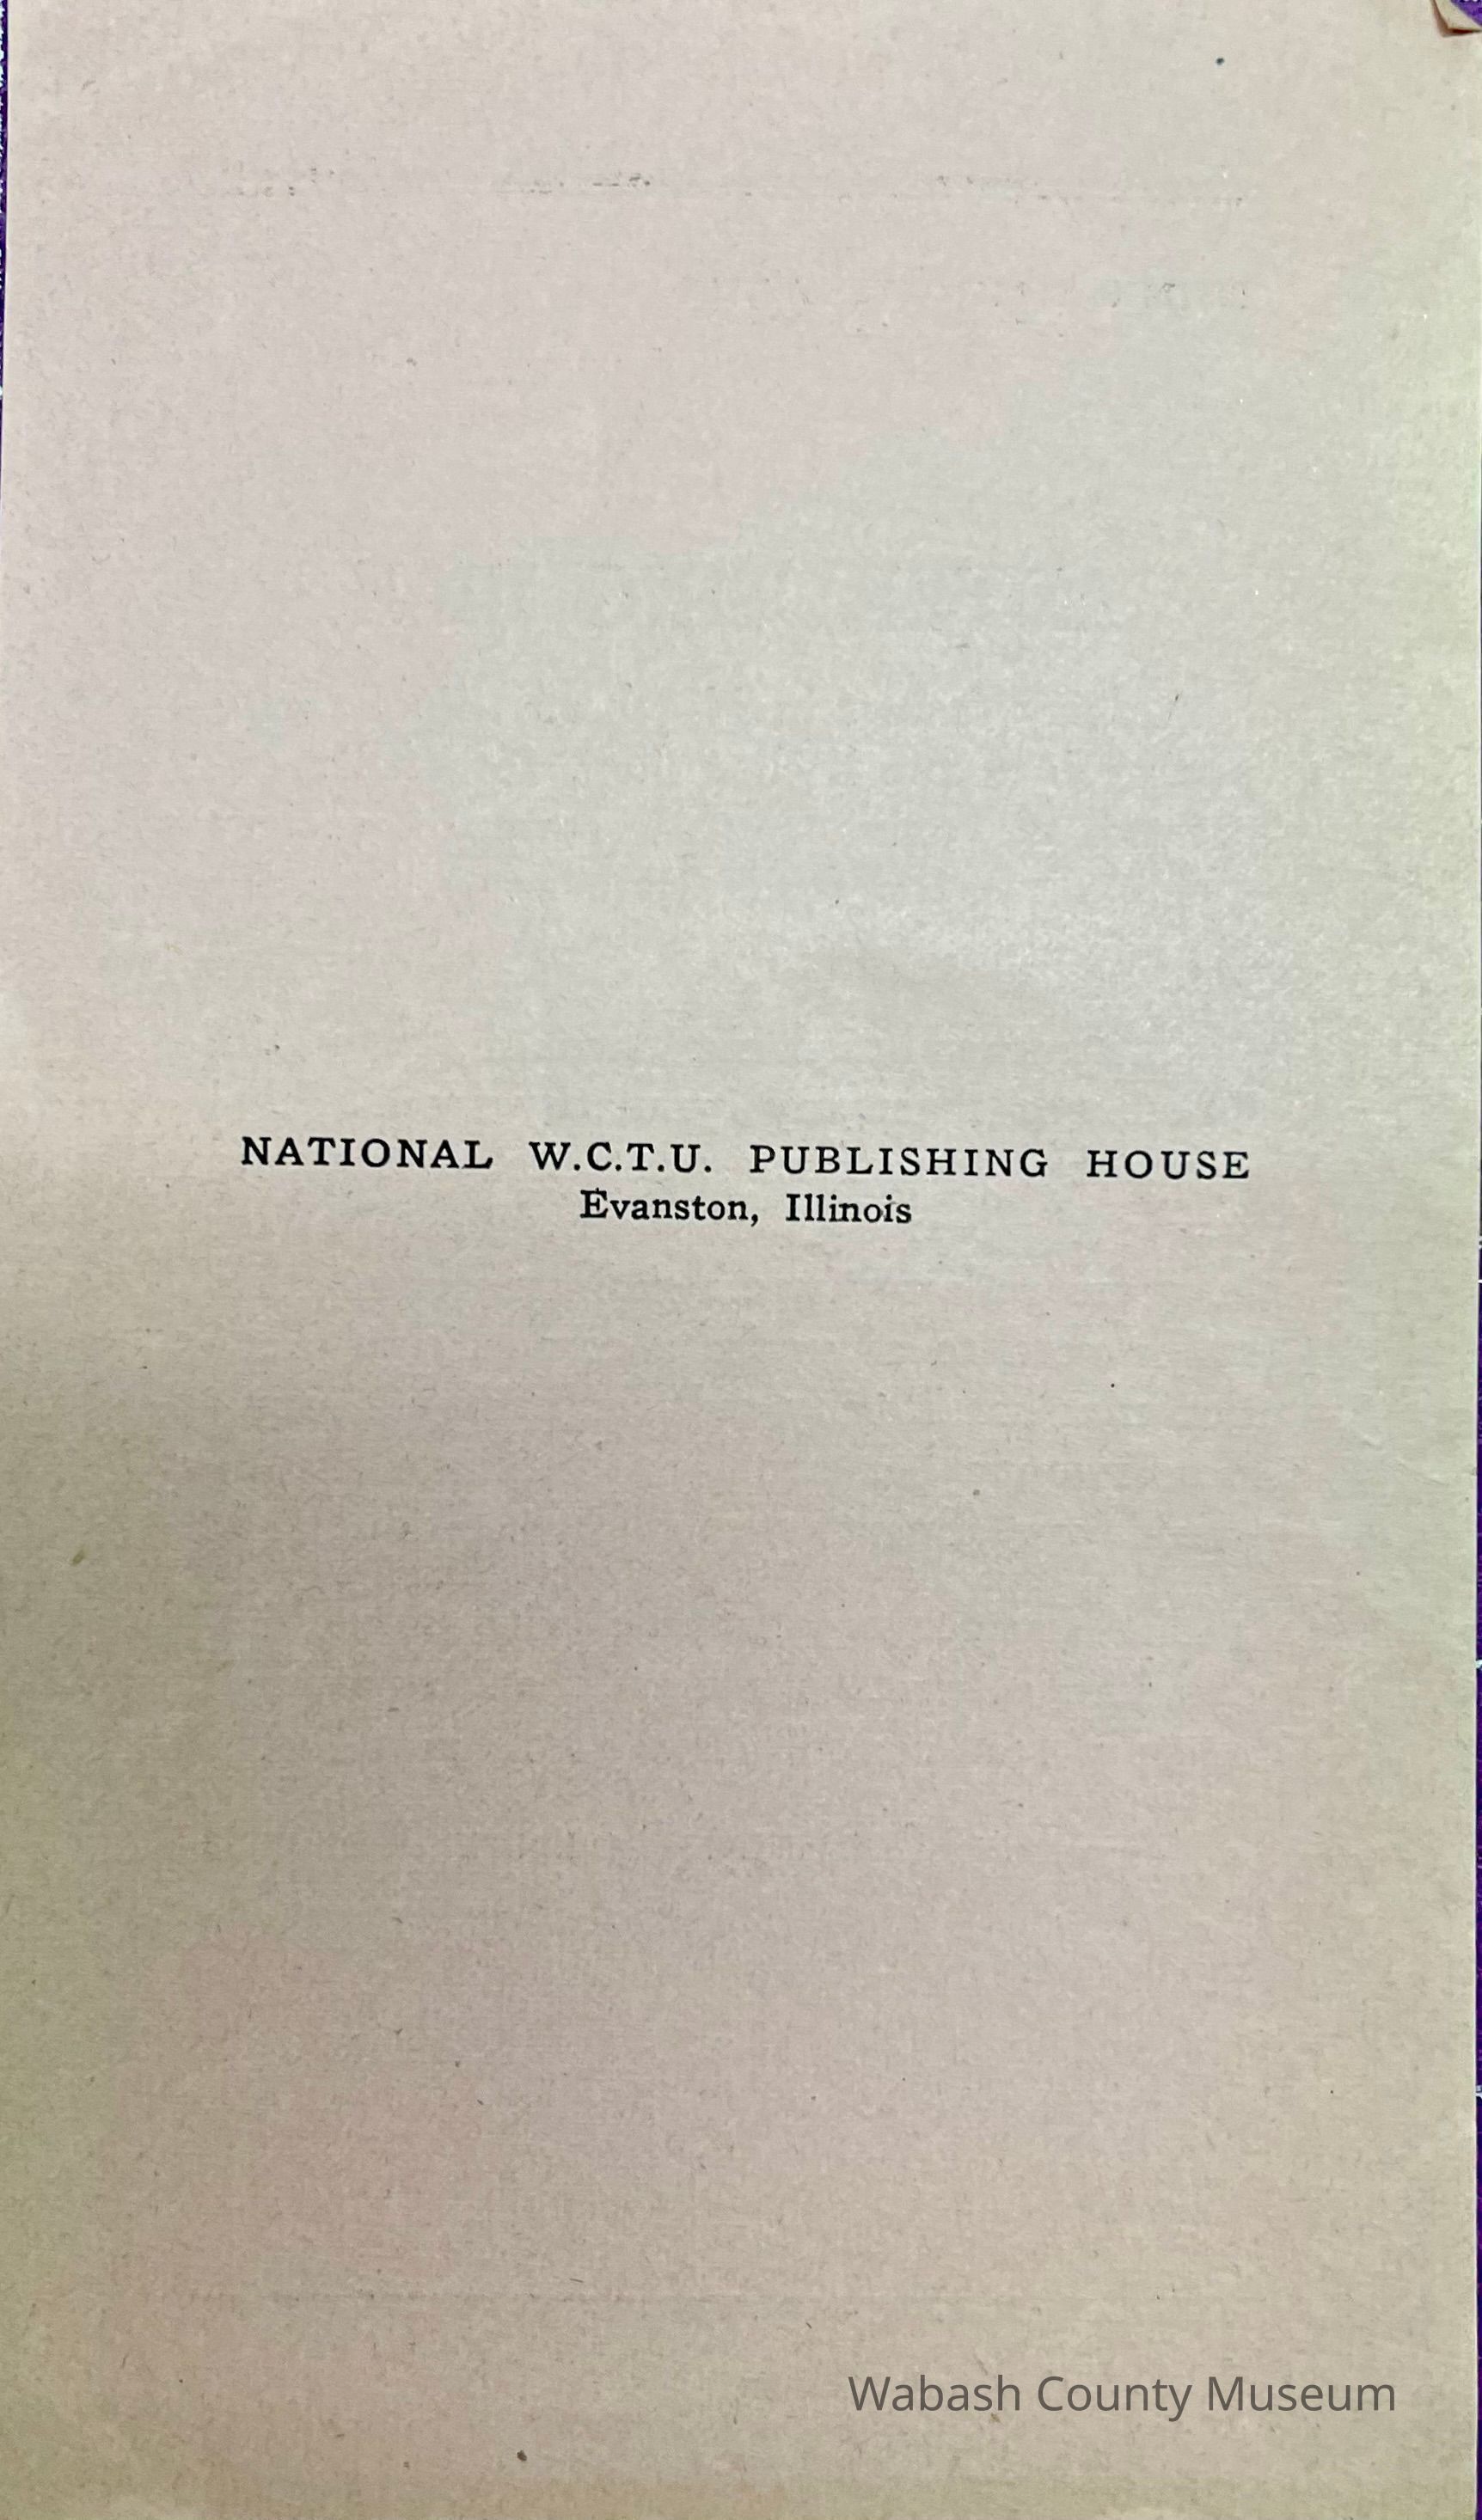 NATIONAL W.C.T.U. PUBLISHING HOUSE
Evanston, Illinois
Wabash County Museum